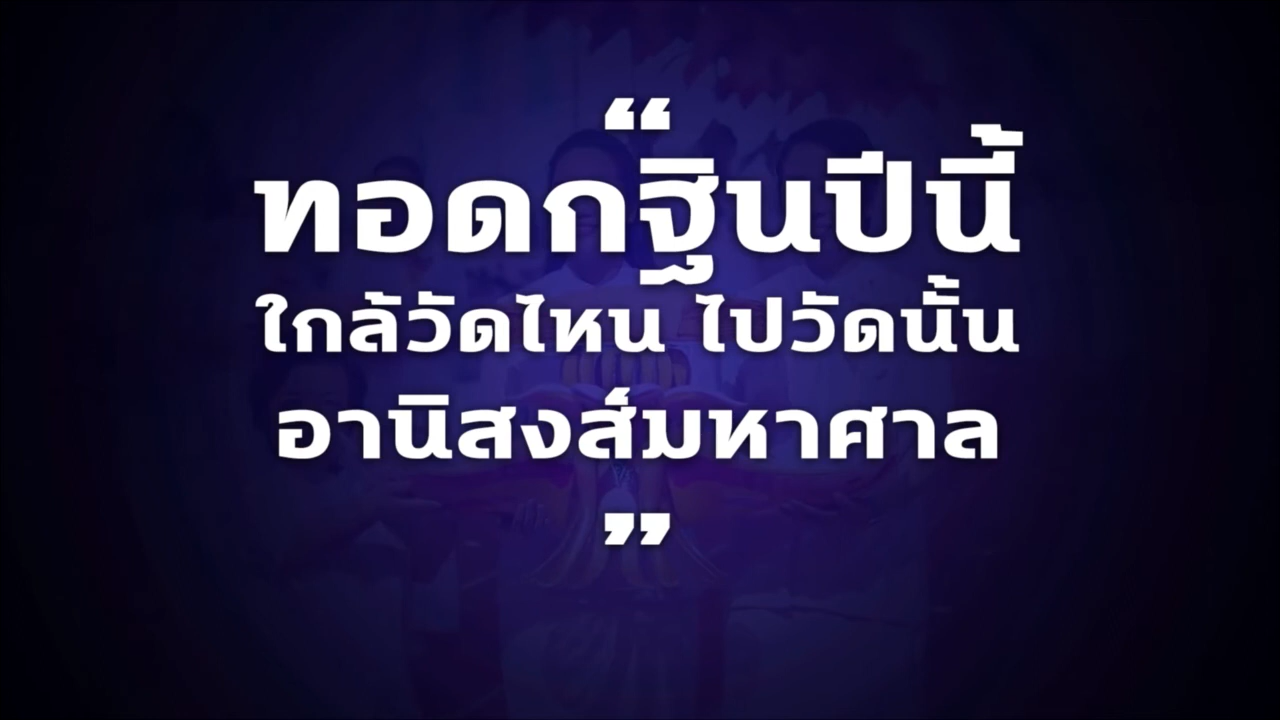 “
ทอดกฐินปีนี้
ใกล้วัดไหน ไปวัดนั้น
อานิสงส์มหาศาล
”